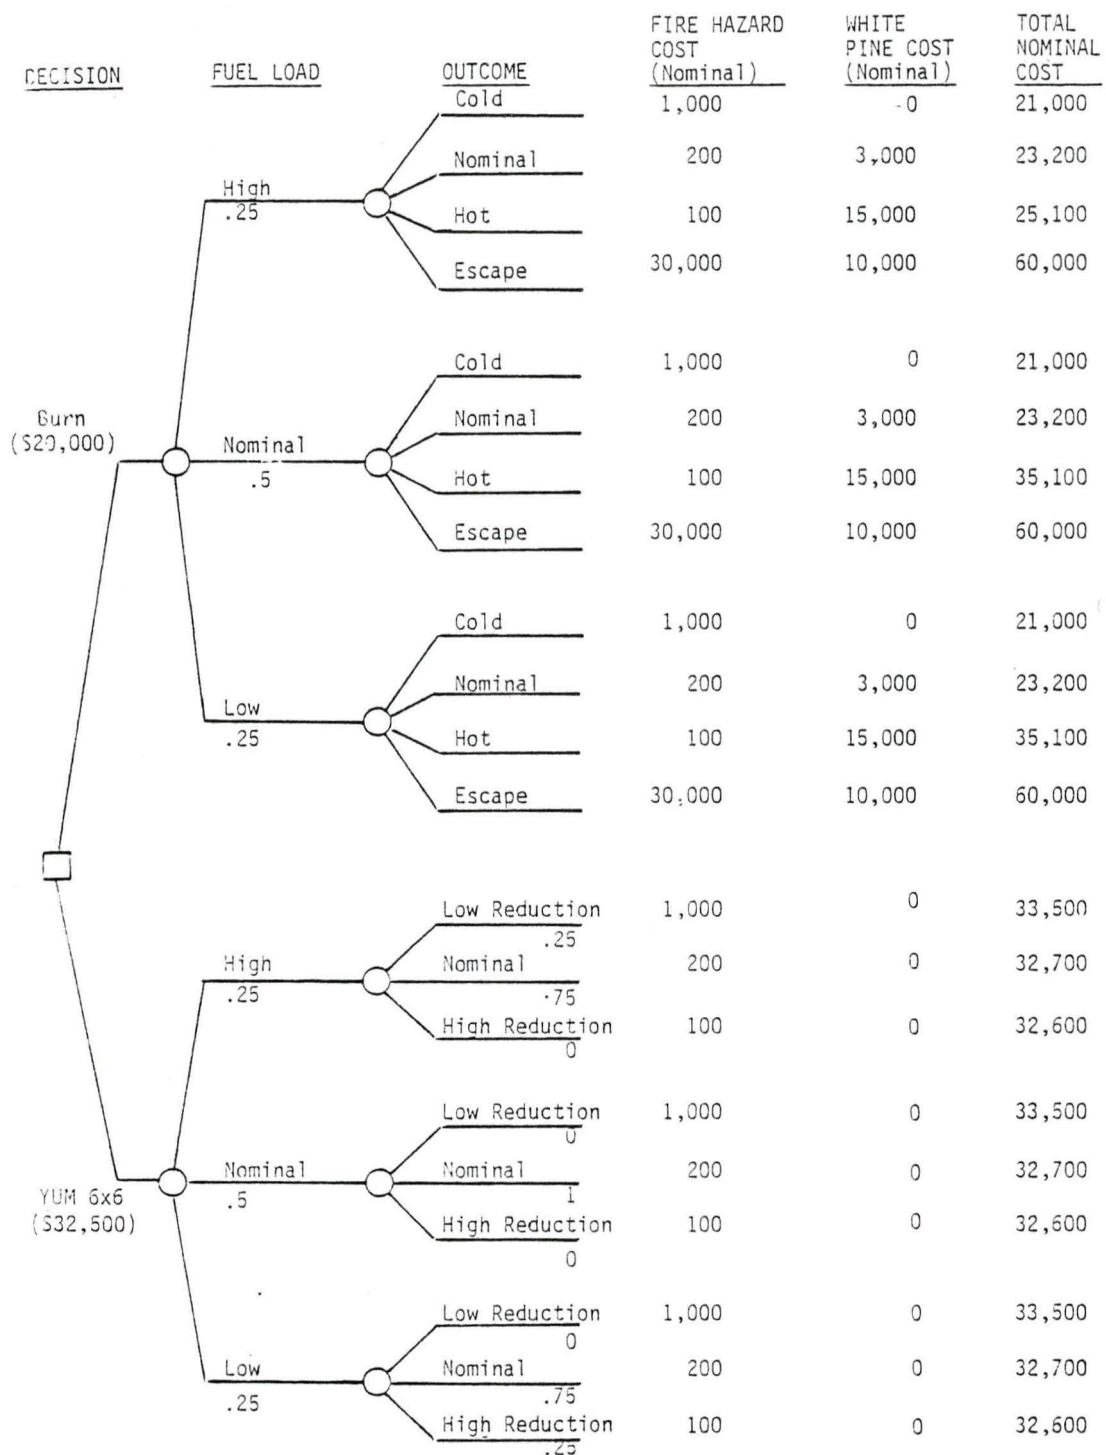 FIRE HAZARD WHITE TOTAL
COST PINE COST NOMINAL
DECISION FUEL LOAD OUTCOME (Nominal) (Nominal) COST
Cold 1,000 0 21,000
Nominal 200 3,000 23,200
High
.25
Hot 100 15,000 25,100
Escape 30,000 10,000 60,000
Cold 1,000 0 21,000
Burn Nominal 200 3,000 23,200
($20,000)
Nominal
.5
Hot 100 15,000 35,100
Escape 30,000 10,000 60,000
Cold 1,000 0 21,000
Nominal 200 3,000 23,200
Low
.25
Hot 100 15,000 35,100
Escape 30,000 10,000 60,000
Low Reduction 1,000 0 33,500
.25
High Nominal 200 0 32,700
.25 .75
High Reduction 100 0 32,600
0
Low Reduction 1,000 0 33,500
0
Nominal Nominal 200 0 32,700
YUM 6x6 .5 1
($32,500) High Reduction 100 0 32,600
0
Low Reduction 1,000 0 33,500
0
Low Nominal 200 0 32,700
.25 .75
High Reduction 100 0 32,600
.25